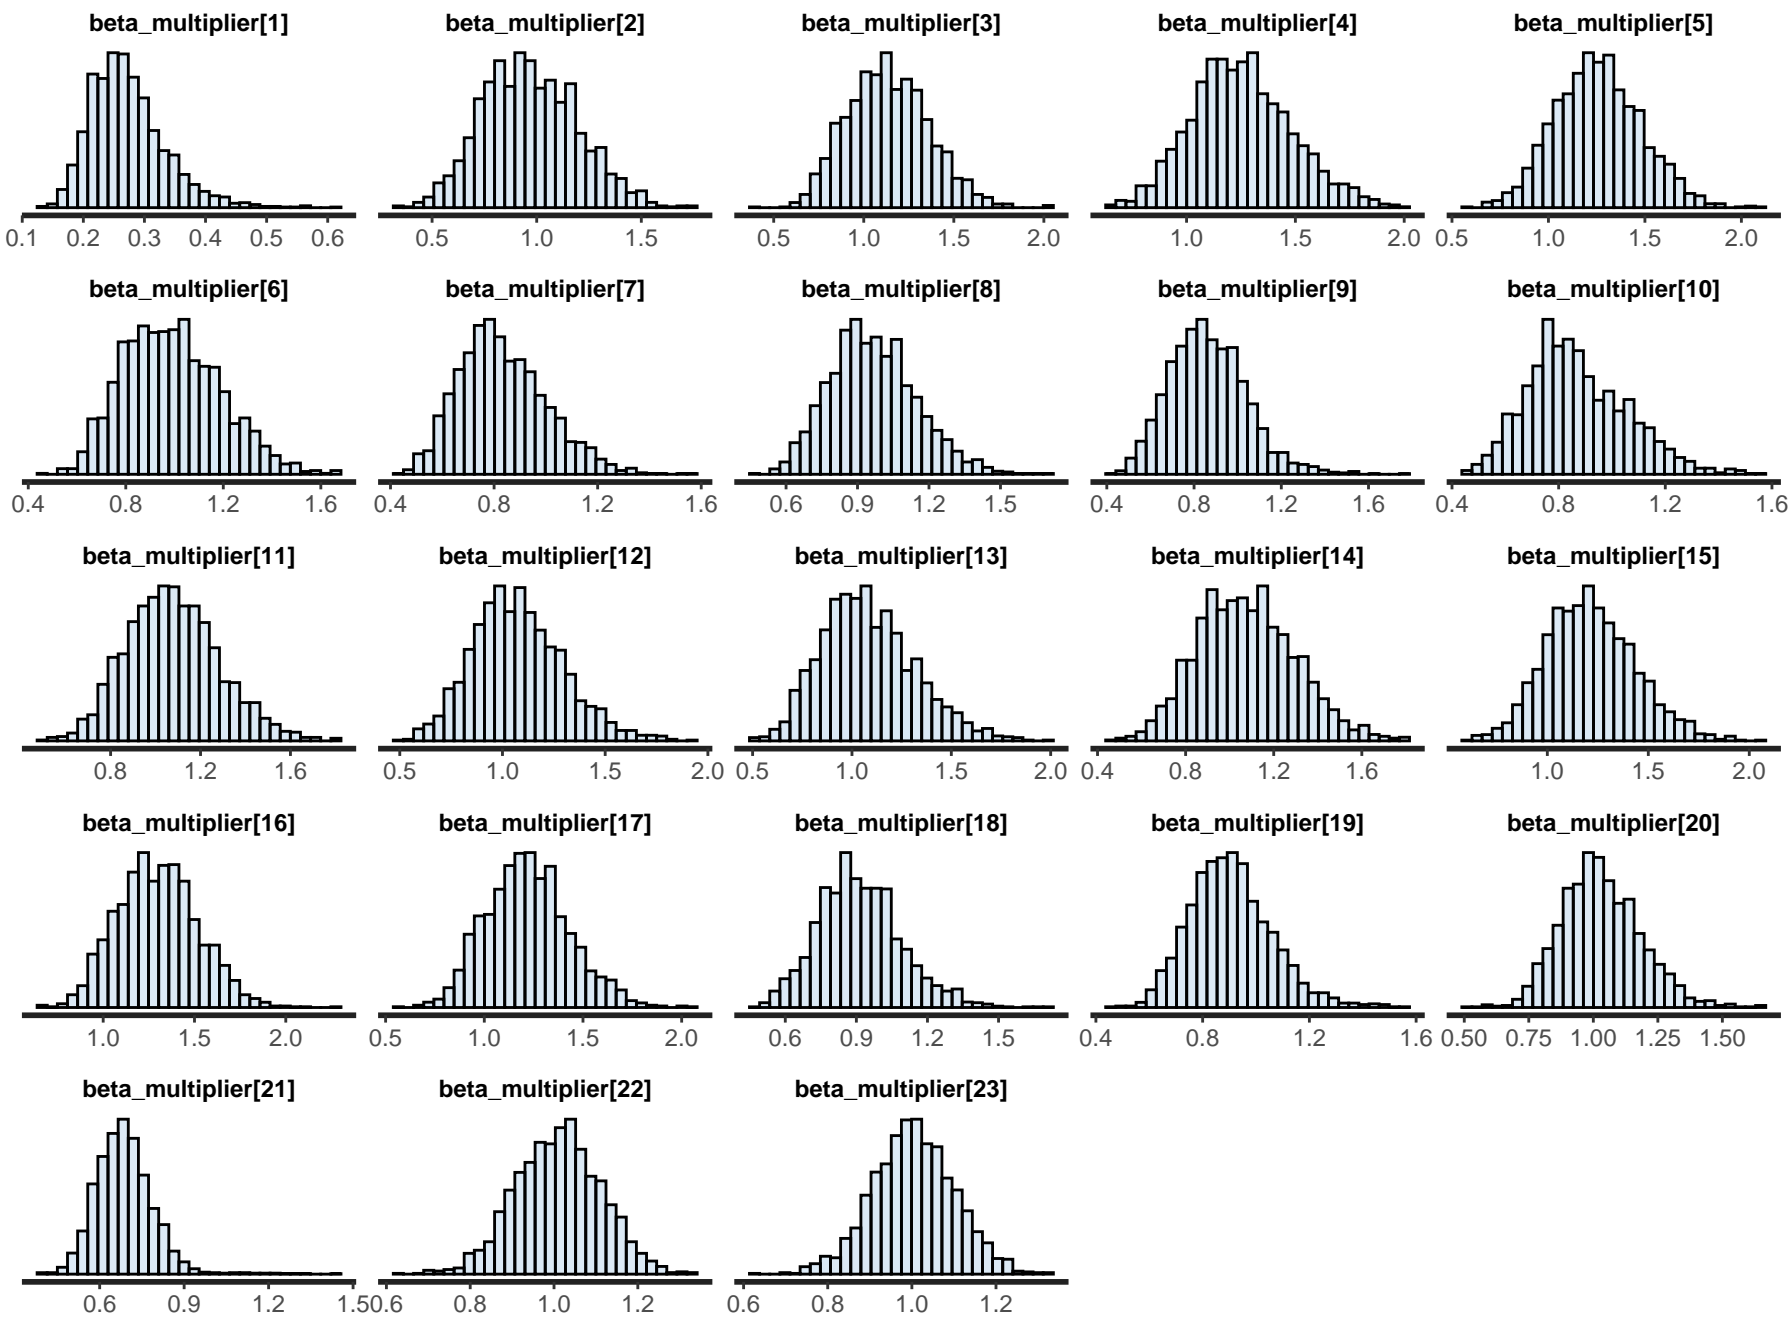 beta_multiplier[1] beta_multiplier[2] beta_multiplier[3] beta_multiplier[4] beta_multiplier[5]
0.1 0.2 0.3 0.4 0.5 0.6 0.5 1.0 1.5 0.5 1.0 1.5 2.0 1.0 1.5 2.0 0.5 1.0 1.5 2.0
beta_multiplier[6] beta_multiplier[7] beta_multiplier[8] beta_multiplier[9] beta_multiplier[10]
0.4 0.8 1.2 1.6 0.4 0.8 1.2 1.6 0.6 0.9 1.2 1.5 0.4 0.8 1.2 1.6 0.4 0.8 1.2 1.6
beta_multiplier[11] beta_multiplier[12] beta_multiplier[13] beta_multiplier[14] beta_multiplier[15]
0.8 1.2 1.6 0.5 1.0 1.5 2.0 0.5 1.0 1.5 2.0 0.4 0.8 1.2 1.6 1.0 1.5 2.0
beta_multiplier[16] beta_multiplier[17] beta_multiplier[18] beta_multiplier[19] beta_multiplier[20]
1.0 1.5 2.0 0.5 1.0 1.5 2.0 0.6 0.9 1.2 1.5 0.4 0.8 1.2 1.6 0.50 0.75 1.00 1.25 1.50
beta_multiplier[21] beta_multiplier[22] beta_multiplier[23]
0.6 0.9 1.2 1.5 0.6 0.8 1.0 1.2 0.6 0.8 1.0 1.2